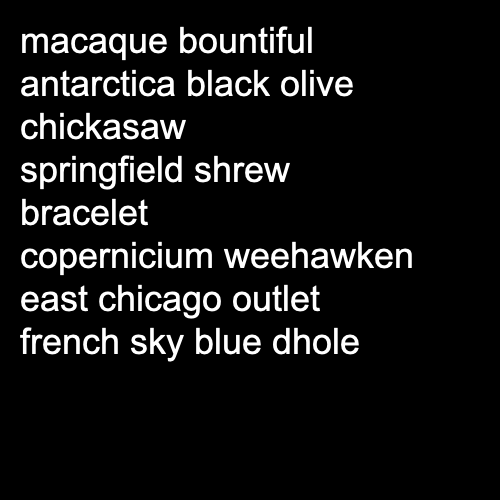 macaque bountiful
antarctica black olive
chickasaw
springfield shrew
bracelet
copernicium weehawken
east chicago outlet
french sky blue dhole